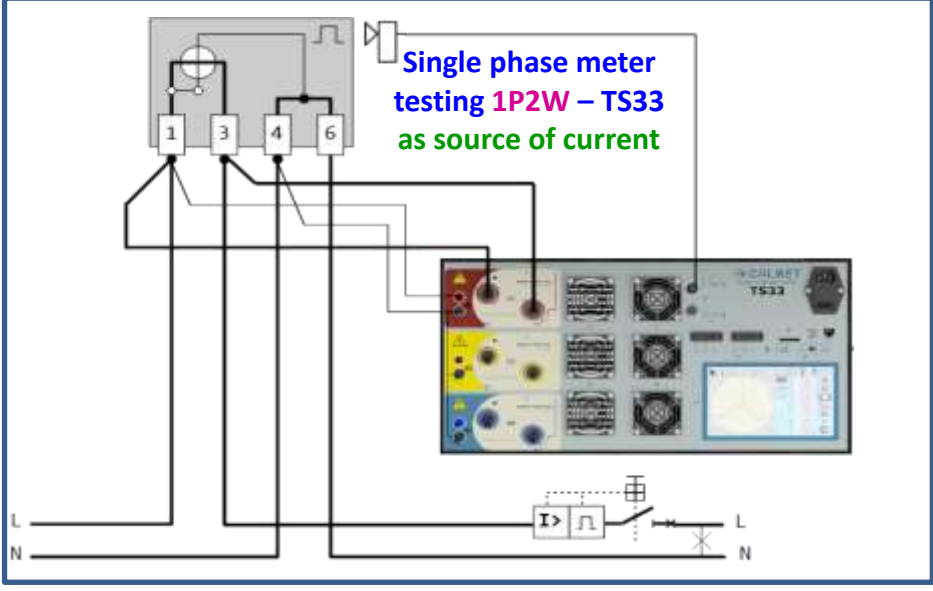 Single phase meter
testing 1P2W – TS33
as source of current
1 3 4 6
CALMET
TS33
L
N
I>
L
N